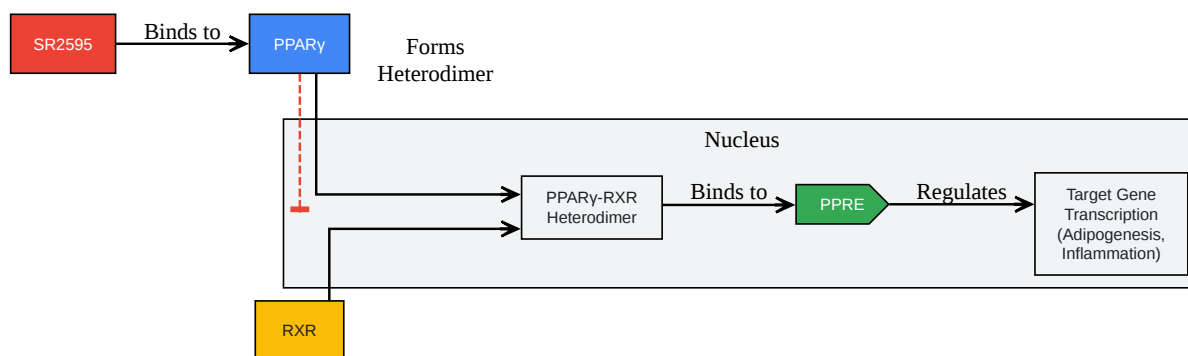 SR2595
Binds to
PPARγ
Forms
Heterodimer
Nucleus
PPARγ-RXR
Heterodimer
Binds to
PPRE
Regulates
Target Gene
Transcription
(Adipogenesis,
Inflammation)
RXR